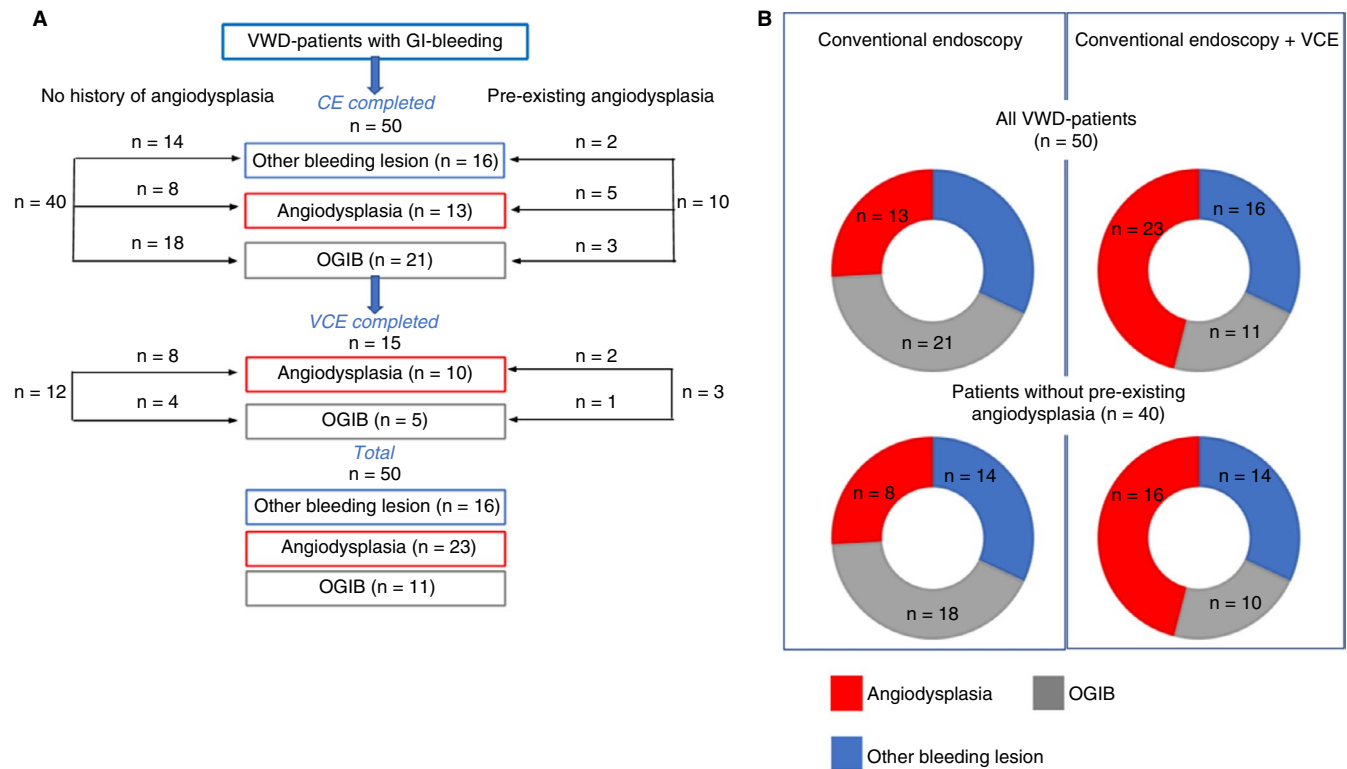 A
VWD-patients with GI-bleeding
No history of angiodysplasia
CE completed
Pre-existing angiodysplasia
n = 50
n = 14
Other bleeding lesion (n = 16)
n = 2
n = 40
n = 8
Angiodysplasia (n = 13)
n = 5
n = 10
n = 18
OGIB (n = 21)
n = 3
VCE completed
n = 15
n = 8
Angiodysplasia (n = 10)
n = 2
n = 12
n = 4
OGIB (n = 5)
n = 1
n = 3
Total
n = 50
Other bleeding lesion (n = 16)
Angiodysplasia (n = 23)
OGIB (n = 11)
B
Conventional endoscopy
Conventional endoscopy + VCE
All VWD-patients
(n = 50)
n = 13
n = 21
n = 23
n = 16
n = 11
Patients without pre-existing
angiodysplasia (n = 40)
n = 8
n = 14
n = 18
n = 16
n = 14
n = 10
Angiodysplasia
OGIB
Other bleeding lesion